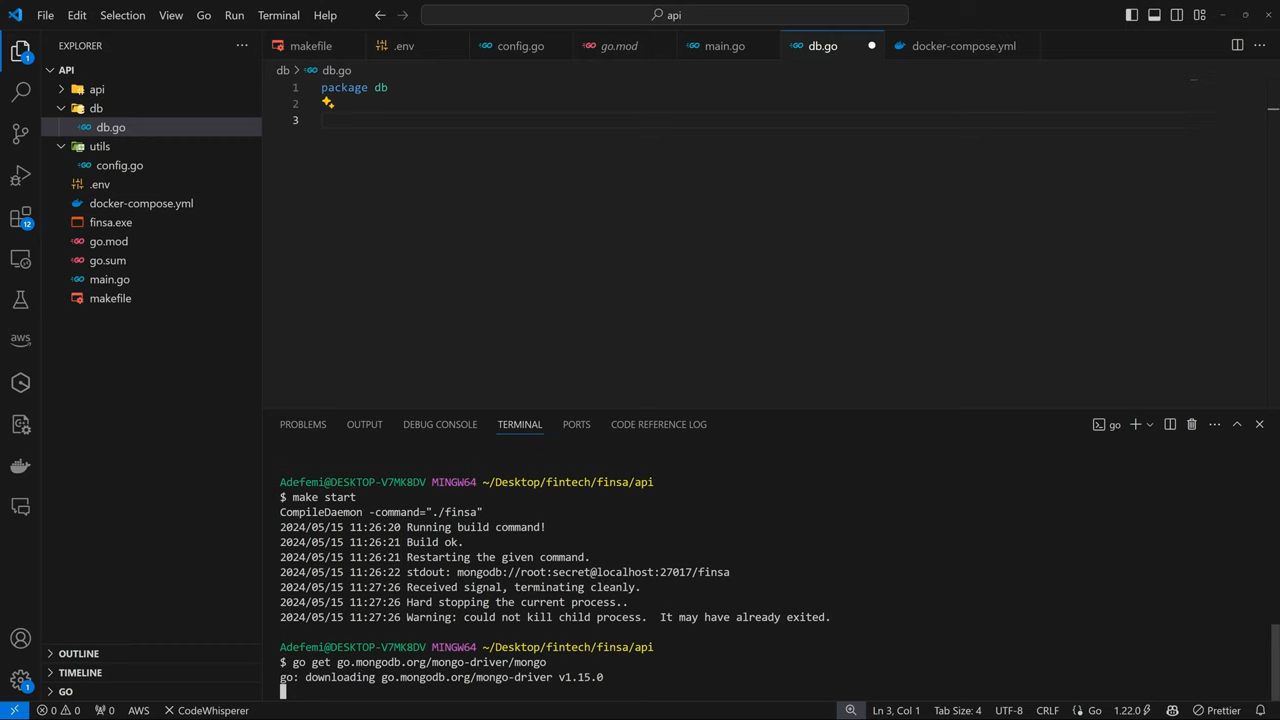 File Edit Selection View Go Run Terminal Help
api
EXPLORER
makefile
.env
config.go
go.mod
main.go
db.go
docker-compose.yml
API
api
db
db.go
utils
config.go
.env
docker-compose.yml
finsa.exe
go.mod
go.sum
main.go
makefile
1
12
aws
1
OUTLINE
TIMELINE
GO
db > db.go
1 package db
2
3
PROBLEMS OUTPUT DEBUG CONSOLE TERMINAL PORTS CODE REFERENCE LOG
go
Adefemi@DESKTOP-V7MK8DV MINGW64 ~/Desktop/fintech/finsa/api
$ make start
CompileDaemon -command="./finsa"
2024/05/15 11:26:20 Running build command!
2024/05/15 11:26:21 Build ok.
2024/05/15 11:26:21 Restarting the given command.
2024/05/15 11:26:22 stdout: mongodb://root:secret@localhost:27017/finsa
2024/05/15 11:27:26 Received signal, terminating cleanly.
2024/05/15 11:27:26 Hard stopping the current process..
2024/05/15 11:27:26 Warning: could not kill child process.  It may have already exited.
Adefemi@DESKTOP-V7MK8DV MINGW64 ~/Desktop/fintech/finsa/api
$ go get go.mongodb.org/mongo-driver/mongo
go: downloading go.mongodb.org/mongo-driver v1.15.0
0 0 0 AWS CodeWhisperer
Ln 3, Col 1 Tab Size: 4 UTF-8 CRLF Go 1.22.0 Prettier